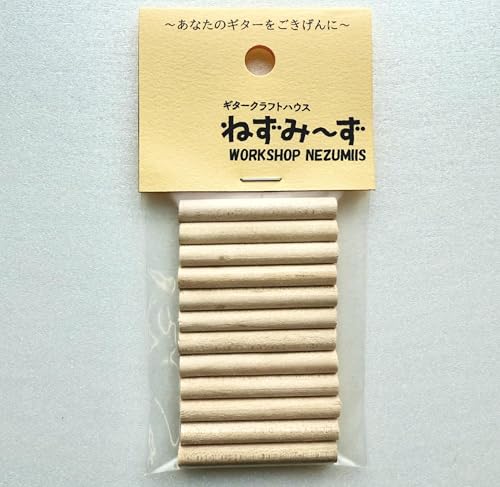 ～あなたのギターをごきげんに～
ギタークラフトハウス
ねずみ～ず
WORKSHOP NEZUMIIS